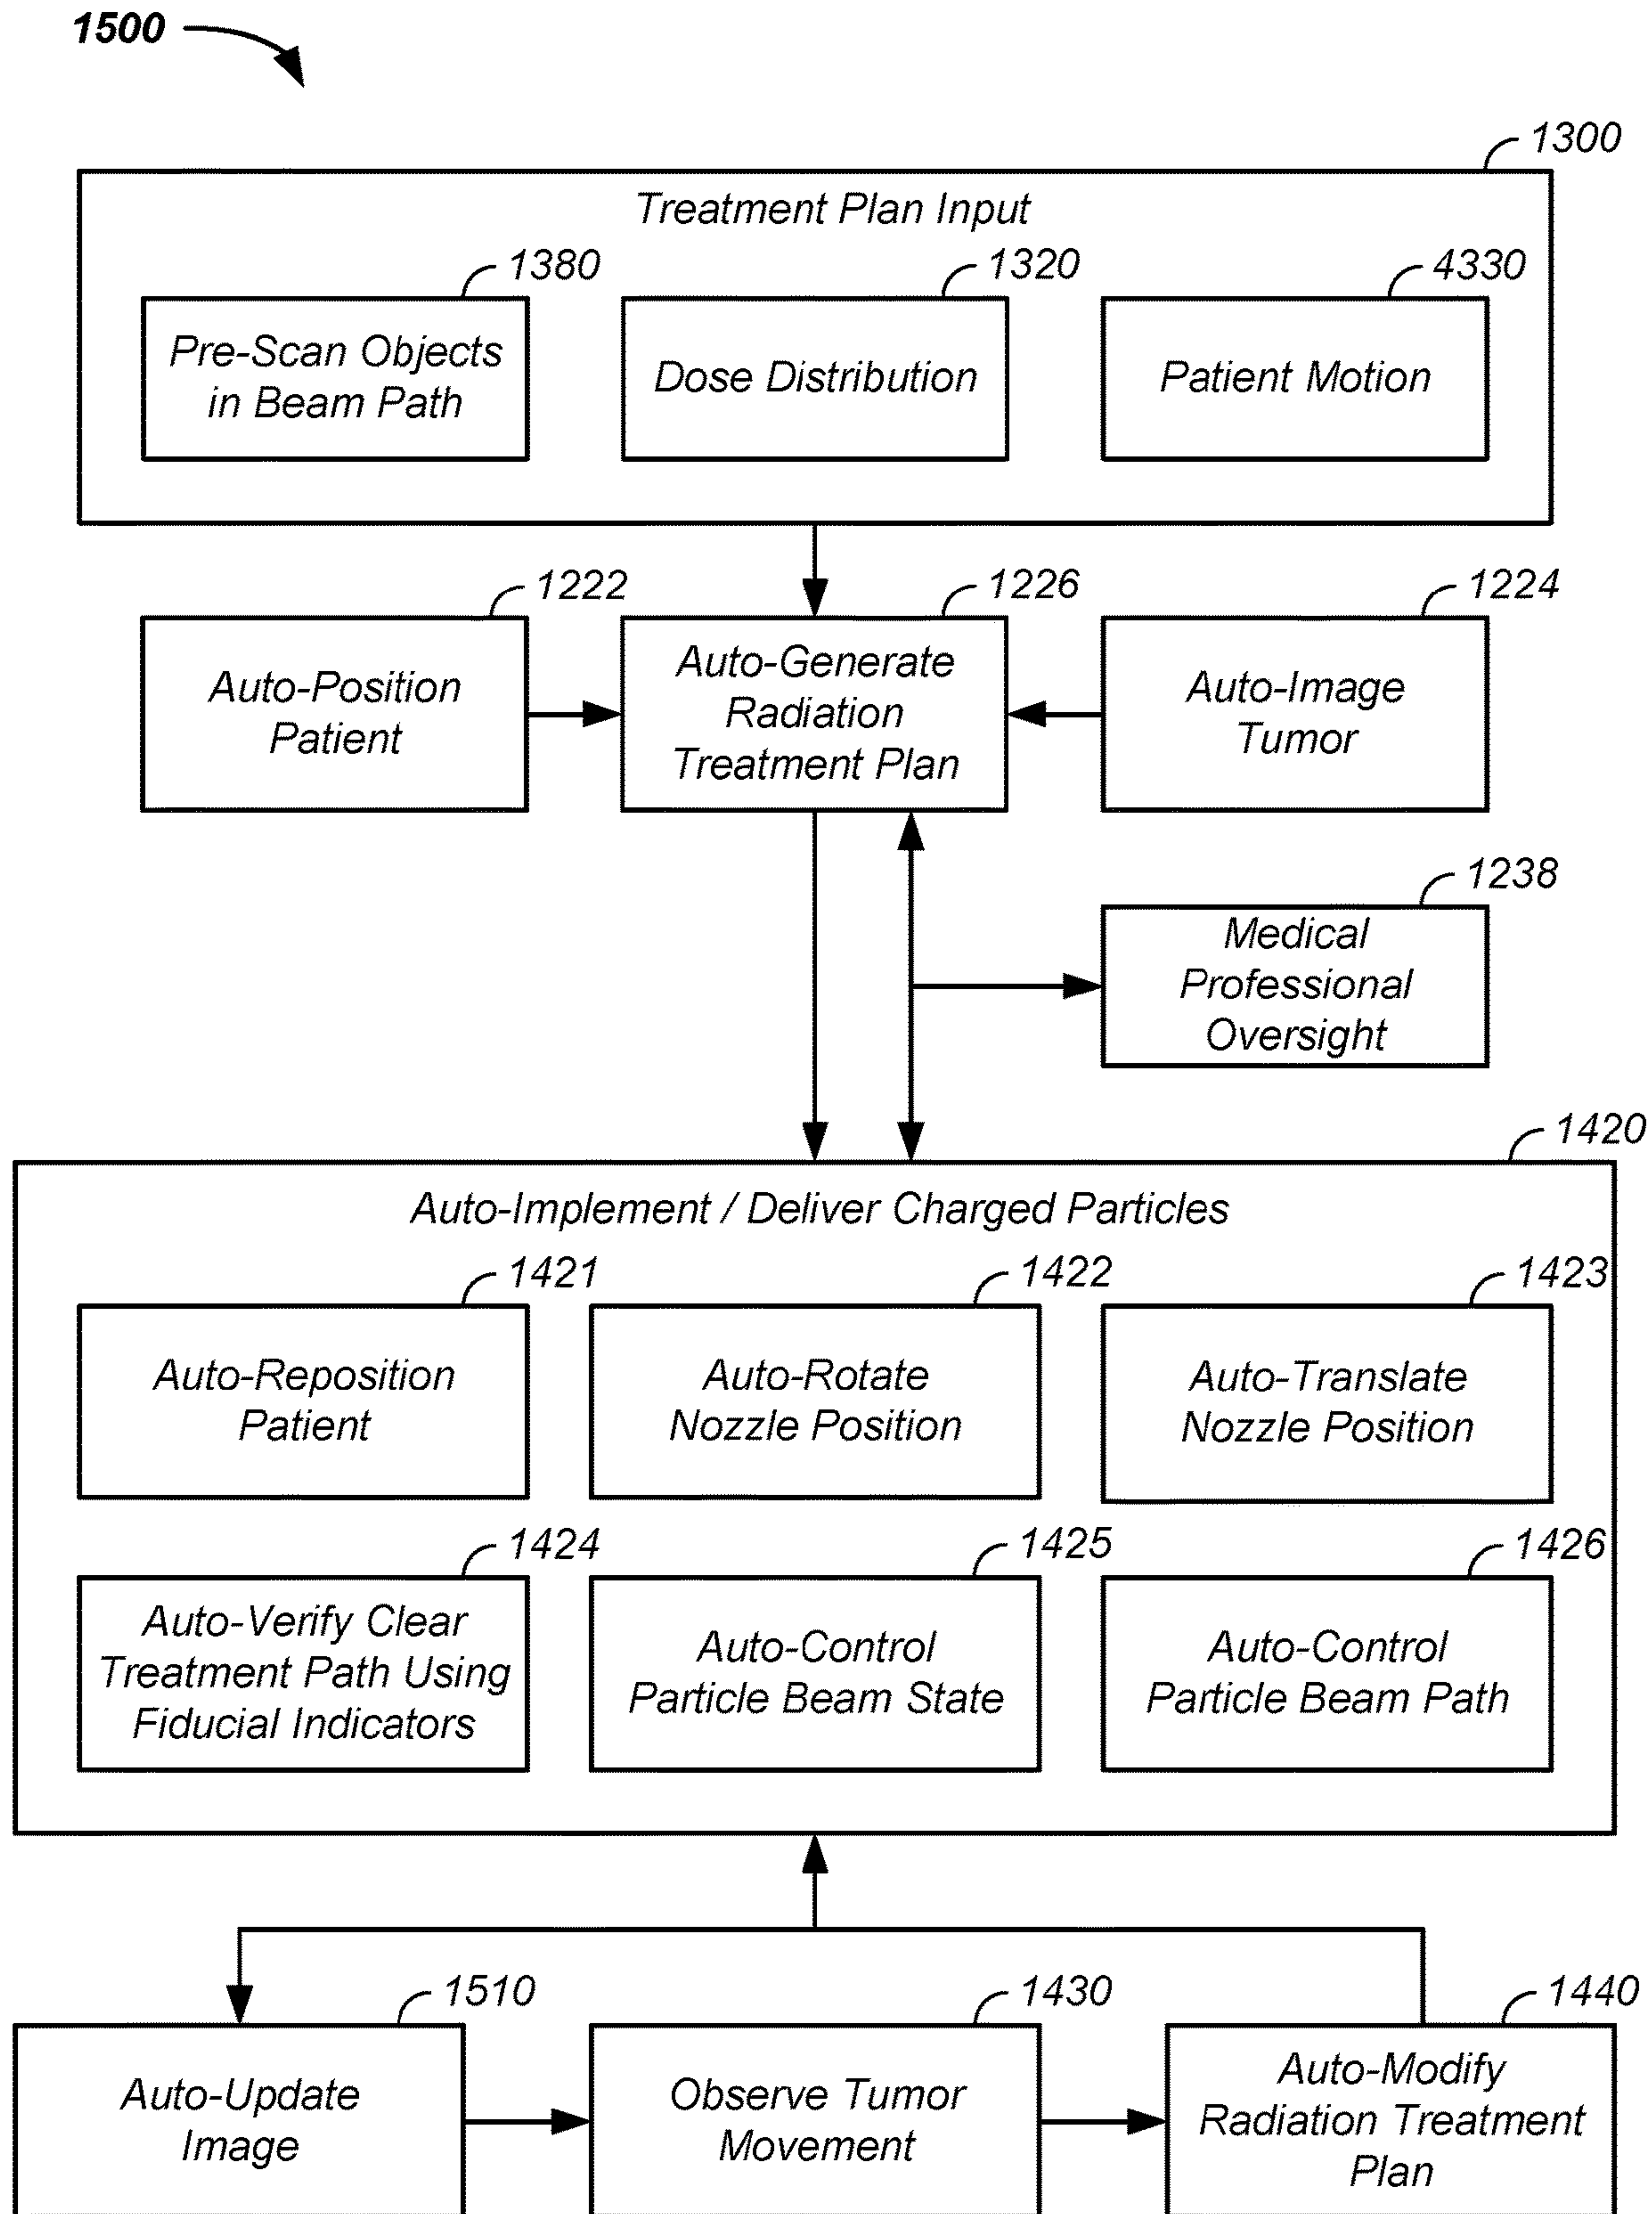 1500
1300
Treatment Plan Input
1380
1320
4330
Pre-Scan Objects
in Beam Path
Dose Distribution
Patient Motion
1222
1226
1224
Auto-Position
Patient
Auto-Generate
Radiation
Treatment Plan
Auto-Image
Tumor
1238
Medical
Professional
Oversight
1420
Auto-Implement / Deliver Charged Particles
1421
1422
1423
Auto-Reposition
Patient
Auto-Rotate
Nozzle Position
Auto-Translate
Nozzle Position
1424
1425
1426
Auto-Verify Clear
Treatment Path Using
Fiducial Indicators
Auto-Control
Particle Beam State
Auto-Control
Particle Beam Path
1510
1430
1440
Auto-Update
Image
Observe Tumor
Movement
Auto-Modify
Radiation Treatment
Plan